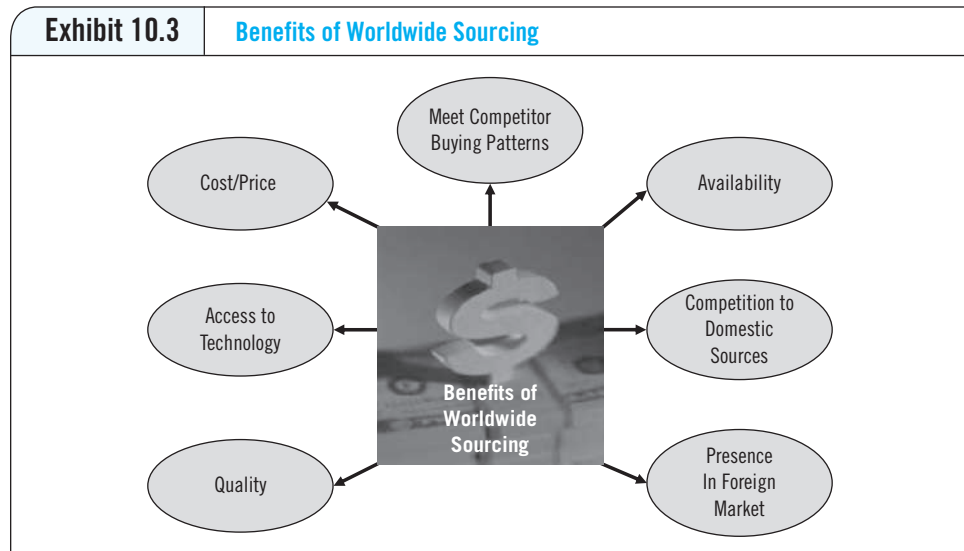 Exhibit 10.3
Benefits of Worldwide Sourcing
Meet Competitor
Buying Patterns
Cost/Price
Availability
Access to
Technology
Competition to
Domestic
Sources
Benefits of
Worldwide
Sourcing
Quality
Presence
In Foreign
Market